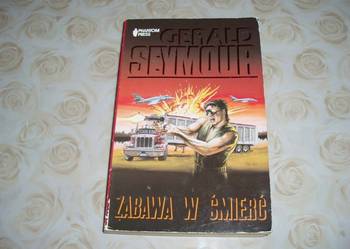 PHANTOM
PRESS
GERALD
SEYMOUR
ZABAWA W ŚMIERĆ